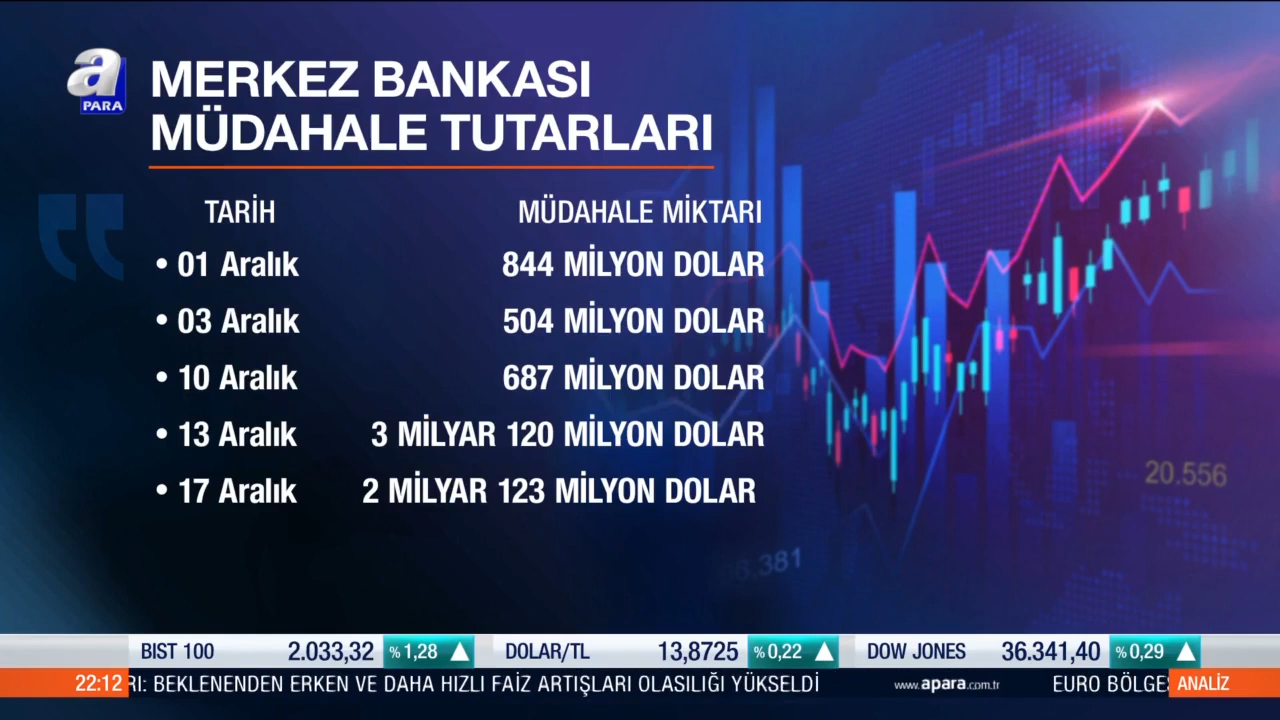 a
PARA
MERKEZ BANKASI
MÜDAHALE TUTARLARI
TARİH MÜDAHALE MİKTARI
• 01 Aralık 844 MİLYON DOLAR
• 03 Aralık 504 MİLYON DOLAR
• 10 Aralık 687 MİLYON DOLAR
• 13 Aralık 3 MİLYAR 120 MİLYON DOLAR
• 17 Aralık 2 MİLYAR 123 MİLYON DOLAR
20.556
BIST 100 2.033,32 %1,28 DOLAR/TL 13,8725 %0,22 DOW JONES 36.341,40 %0,29
22:12 RI: BEKLENENDEN ERKEN VE DAHA HIZLI FAİZ ARTIŞLARI OLASILIĞI YÜKSELDİ www.apara.com.tr EURO BÖLGE ANALİZ